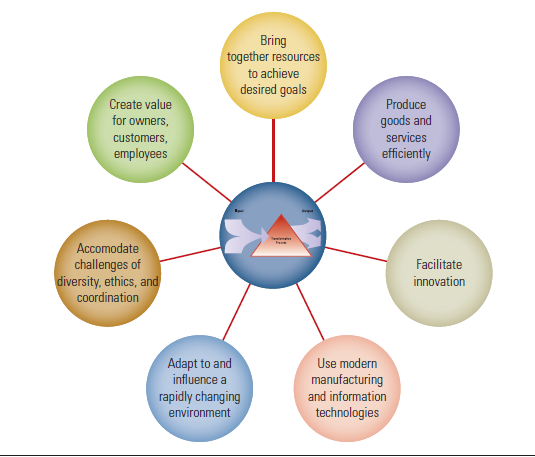 Bring
together resources
to achieve
desired goals
Produce
goods and
services
efficiently
Facilitate
innovation
Use modern
manufacturing
and information
technologies
Adapt to and
influence a
rapidly changing
environment
Accomodate
challenges of
diversity, ethics, and
coordination
Create value
for owners,
customers,
employees
Input
Output
Transformation
Process